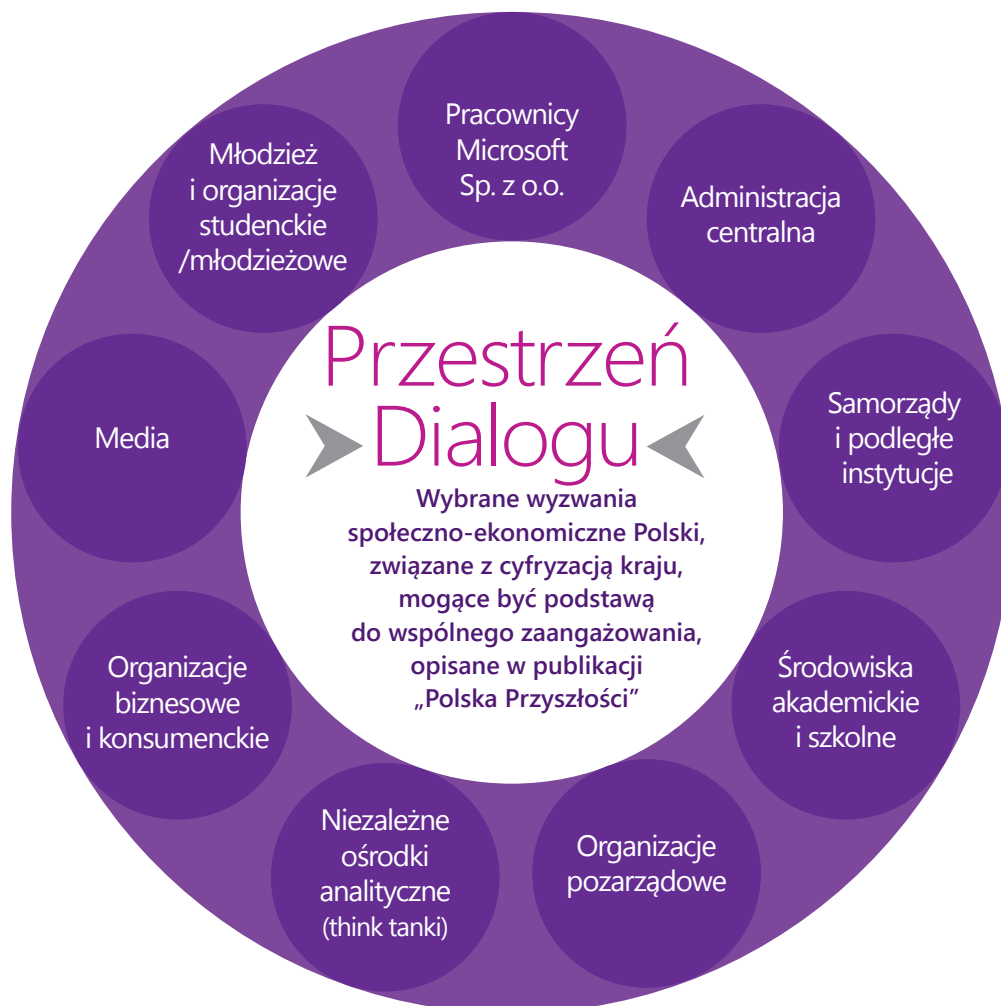 Pracownicy
Microsoft
Sp. z o.o.
Administracja
centralna
Samorządy
i podległe
instytucje
Środowiska
akademickie
i szkolne
Organizacje
pozarządowe
Niezależne
ośrodki
analityczne
(think tanki)
Organizacje
biznesowe
i konsumenckie
Media
Młodzież
i organizacje
studenckie
/młodzieżowe
Przestrzeń
Dialogu
Wybrane wyzwania
społeczno-ekonomiczne Polski,
związane z cyfryzacją kraju,
mogące być podstawą
do wspólnego zaangażowania,
opisane w publikacji
„Polska Przyszłości”